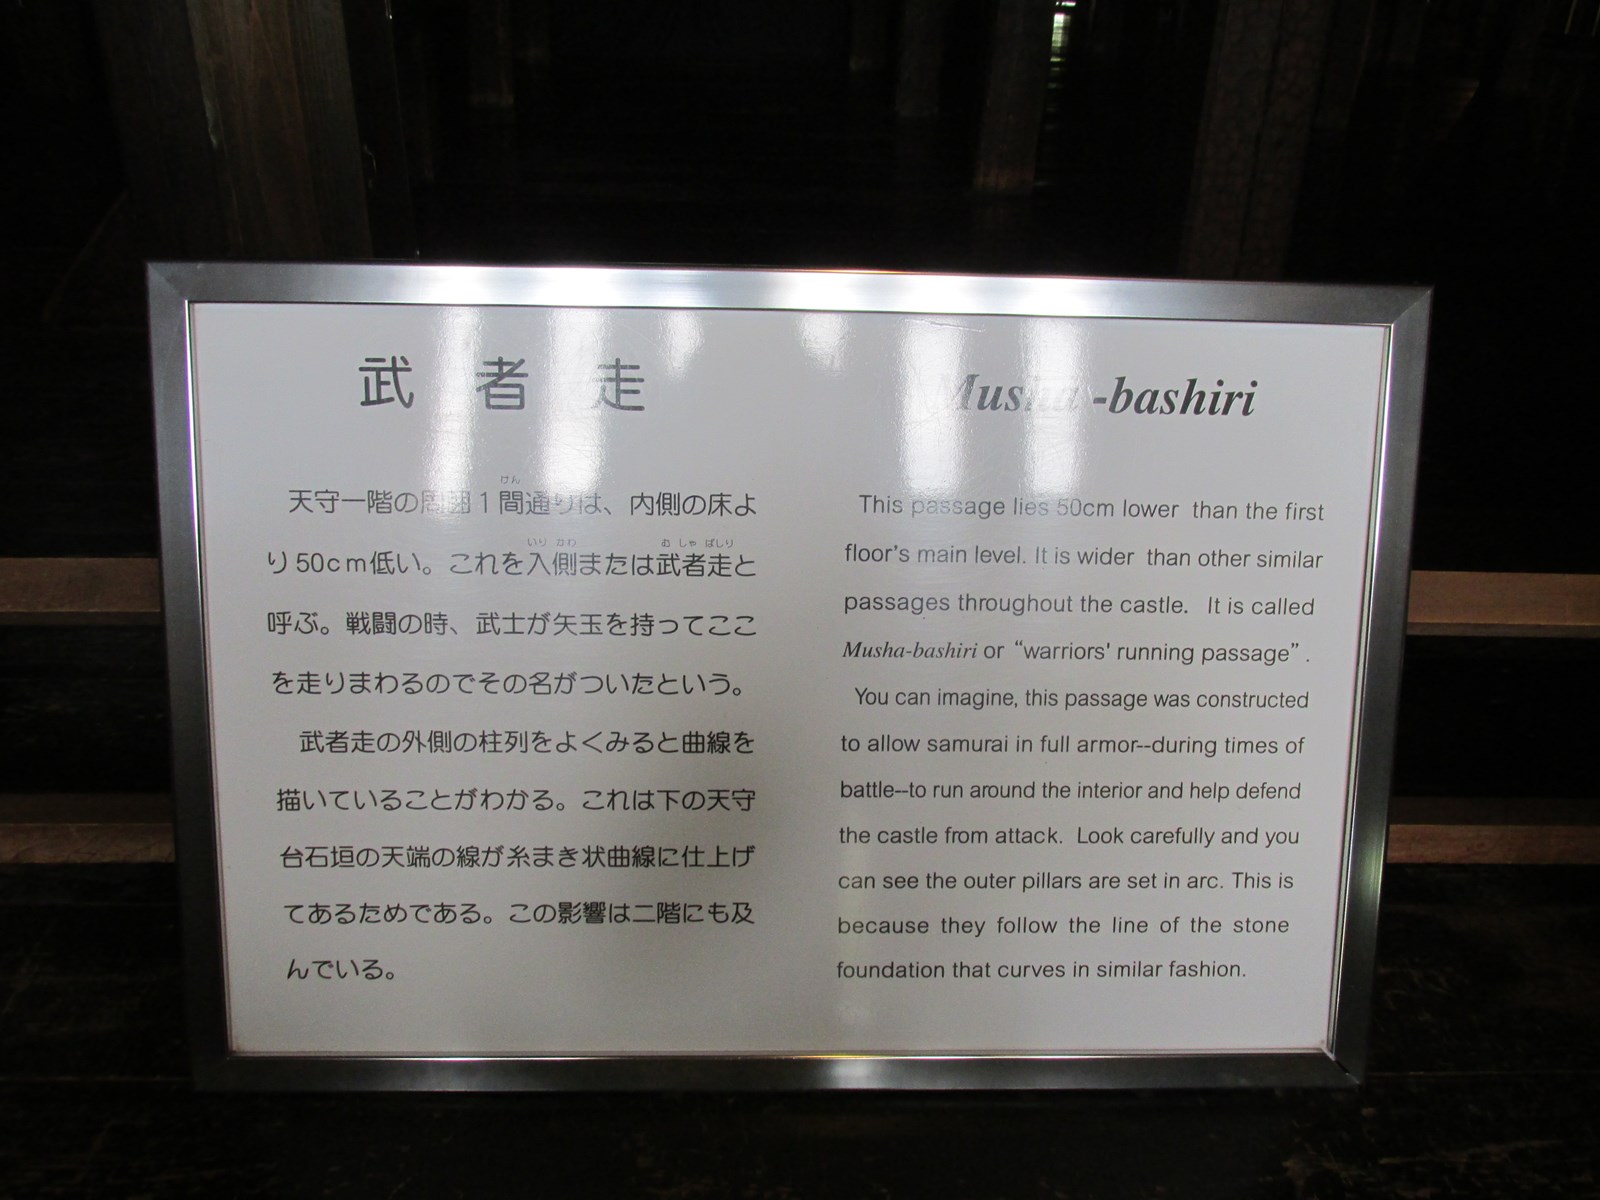 武者走
天守一階の周囲1間通りは、内側の床よ
り50cm低い。これを入側または武者走と
呼ぶ。戦闘の時、武士が矢玉を持ってここ
を走りまわるのでその名がついたという。
武者走の外側の柱列をよくみると曲線を
描いていることがわかる。これは下の天守
台石垣の天端の線が糸まき状曲線に仕上げ
てあるためである。この影響は二階にも及
んでいる。
けん
いり かわ
む しゃ ばしり
Musha-bashiri
This passage lies 50cm lower than the first
floor's main level. It is wider than other similar
passages throughout the castle. It is called
Musha-bashiri or “warriors' running passage”.
You can imagine, this passage was constructed
to allow samurai in full armor--during times of
battle--to run around the interior and help defend
the castle from attack. Look carefully and you
can see the outer pillars are set in arc. This is
because they follow the line of the stone
foundation that curves in similar fashion.